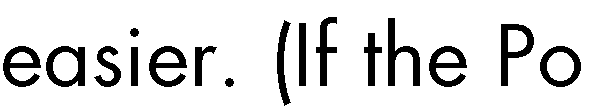 easier. (If the Po